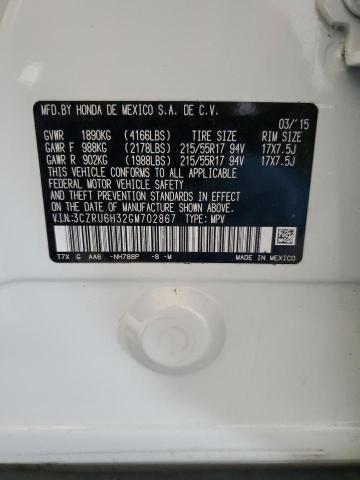 MFD.BY HONDA DE MEXICO S.A. DE C.V.
03/'15
GVWR 1890KG (4166LBS) TIRE SIZE RIM SIZE
GAWR F 988KG (2178LBS) 215/55R17 94V 17X7.5J
GAWR R 902KG (1988LBS) 215/55R17 94V 17X7.5J
THIS VEHICLE CONFORMS TO ALL APPLICABLE
FEDERAL MOTOR VEHICLE SAFETY, BUMPER,
AND THEFT PREVENTION STANDARDS IN EFFECT ON
THE DATE OF MANUFACTURE SHOWN ABOVE.
V.I.N:3CZRU6H32GM702867 TYPE: MPV
T7X G AA6 -NH788P -B -M MADE IN MEXICO